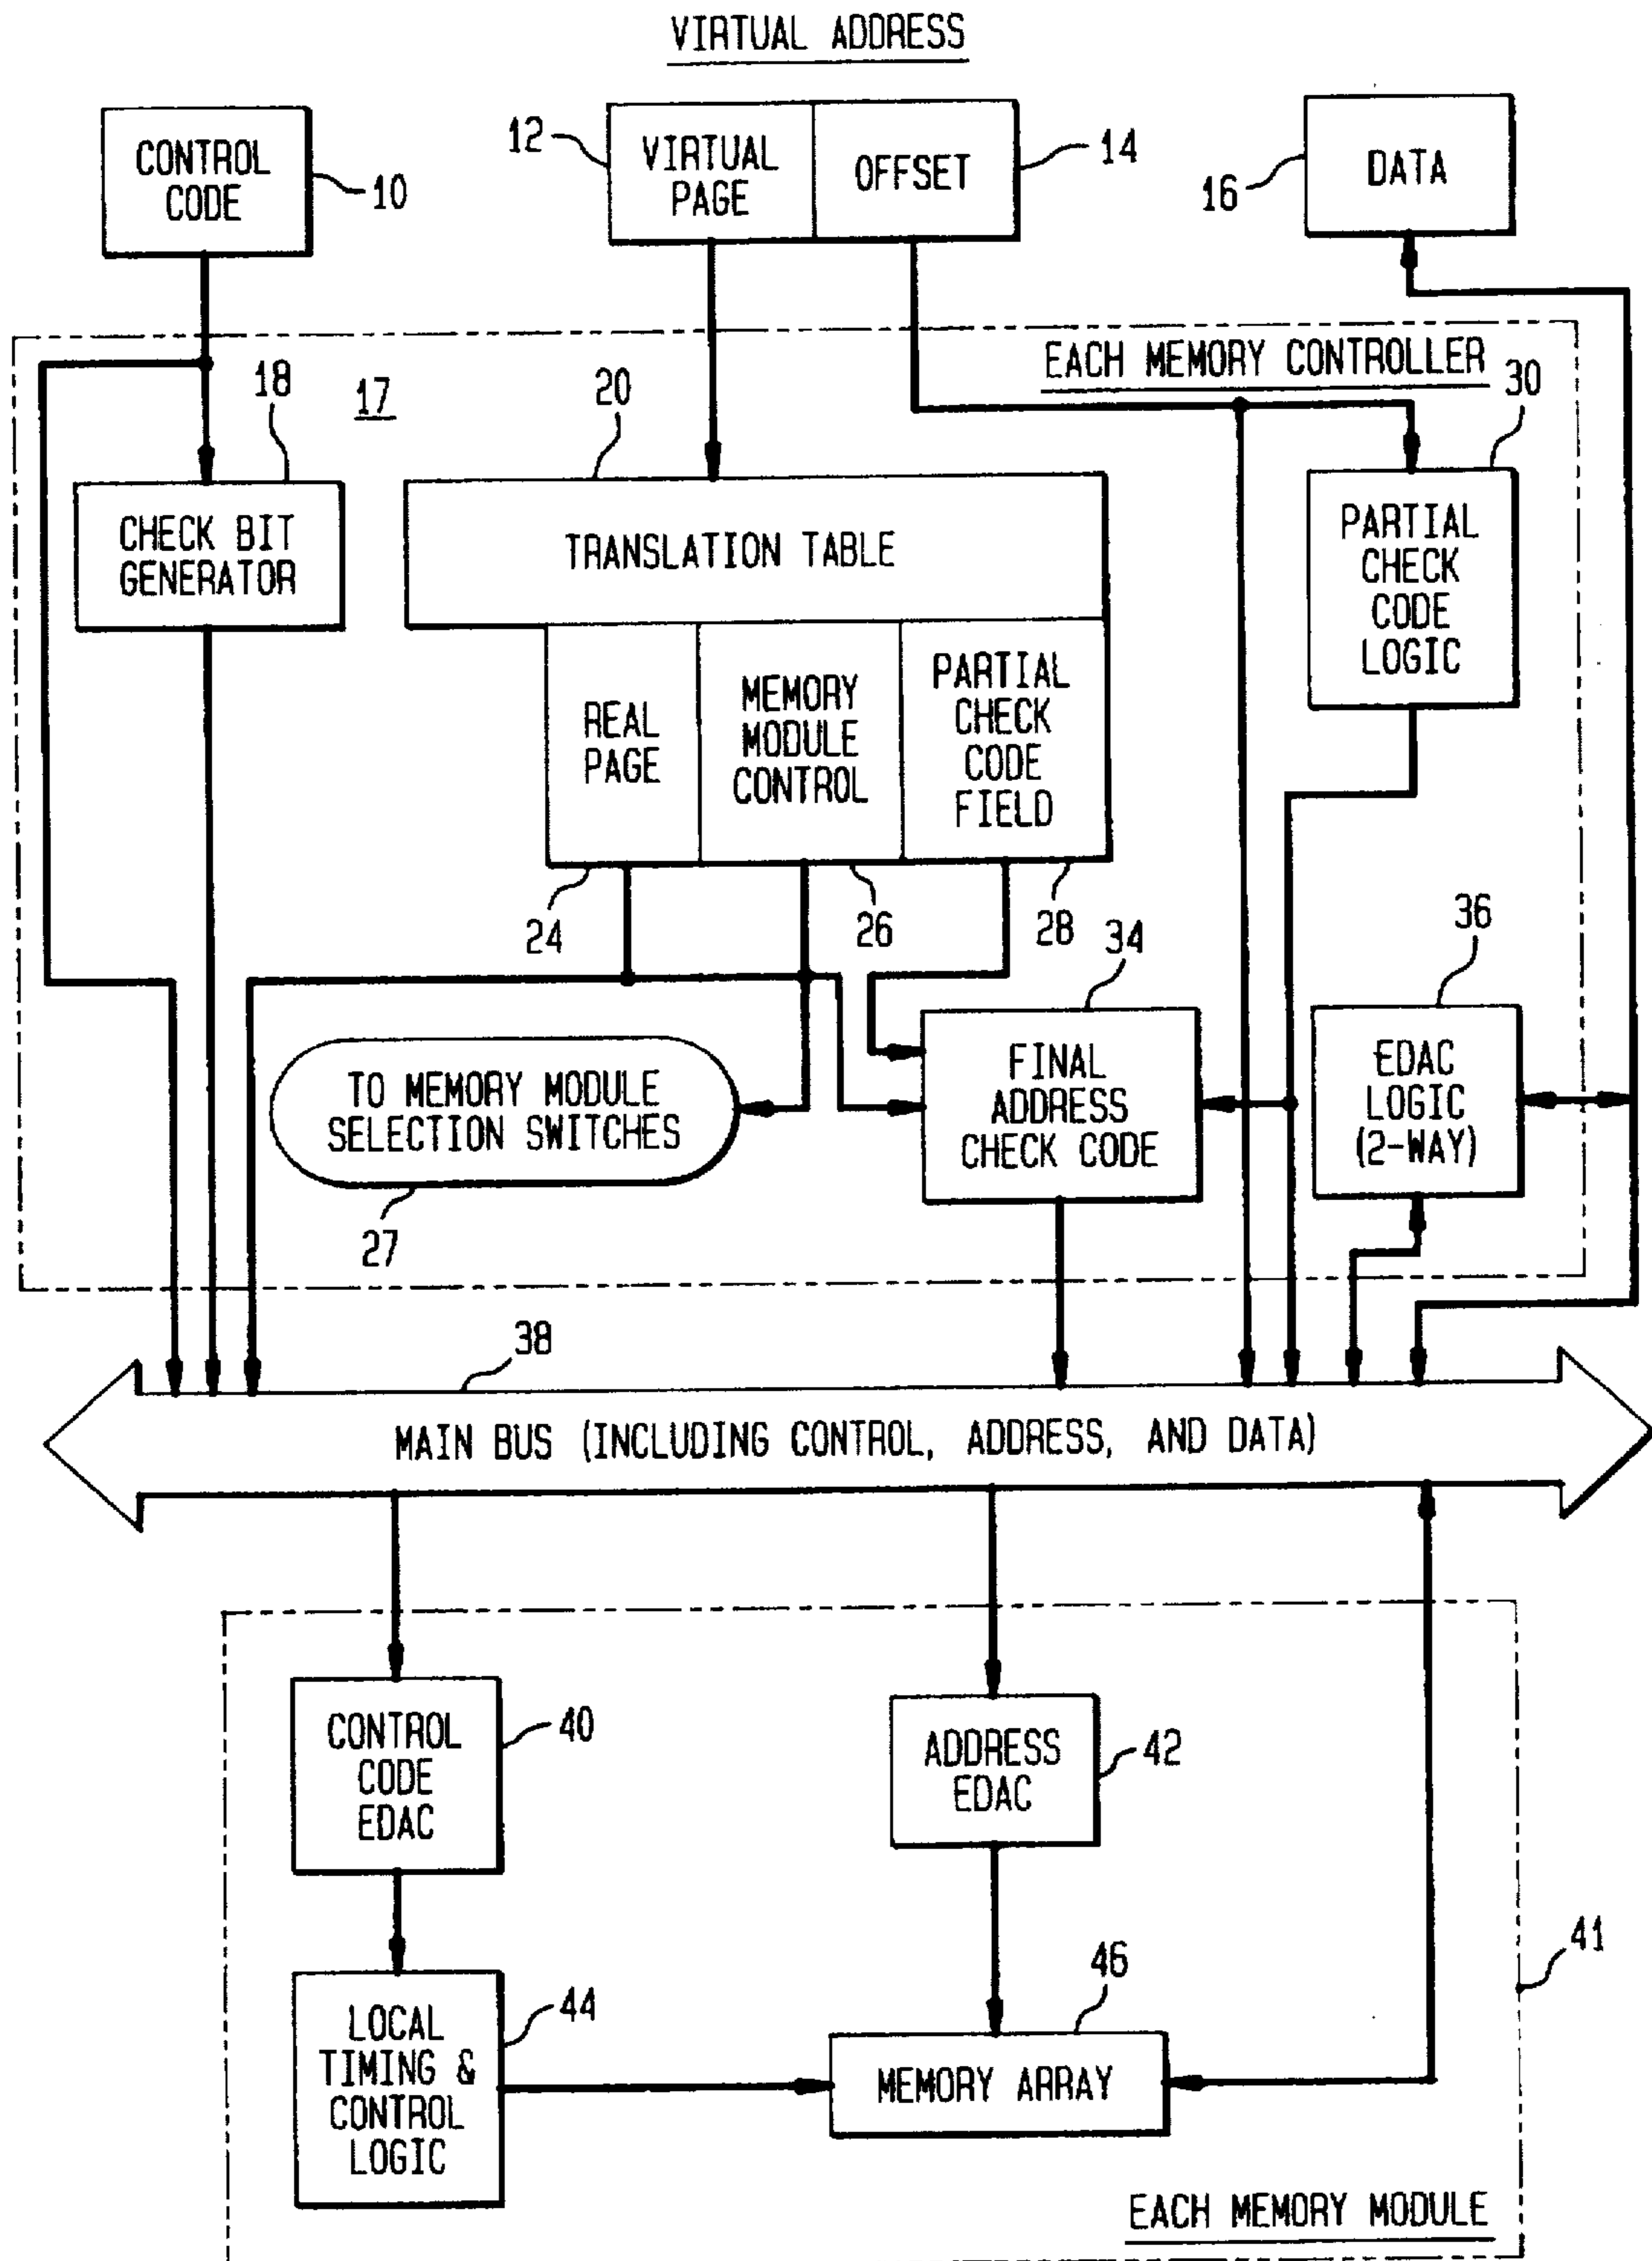 VIRTUAL ADDRESS
CONTROL
CODE
10
12
VIRTUAL
PAGE
OFFSET
14
16
DATA
EACH MEMORY CONTROLLER
17
18
CHECK BIT
GENERATOR
20
TRANSLATION TABLE
30
PARTIAL
CHECK
CODE
LOGIC
REAL
PAGE
MEMORY
MODULE
CONTROL
PARTIAL
CHECK
CODE
FIELD
24
26
28
34
36
TO MEMORY MODULE
SELECTION SWITCHES
27
FINAL
ADDRESS
CHECK CODE
EDAC
LOGIC
(2-WAY)
38
MAIN BUS (INCLUDING CONTROL, ADDRESS, AND DATA)
CONTROL
CODE
EDAC
40
ADDRESS
EDAC
42
41
LOCAL
TIMING &
CONTROL
LOGIC
44
46
MEMORY ARRAY
EACH MEMORY MODULE